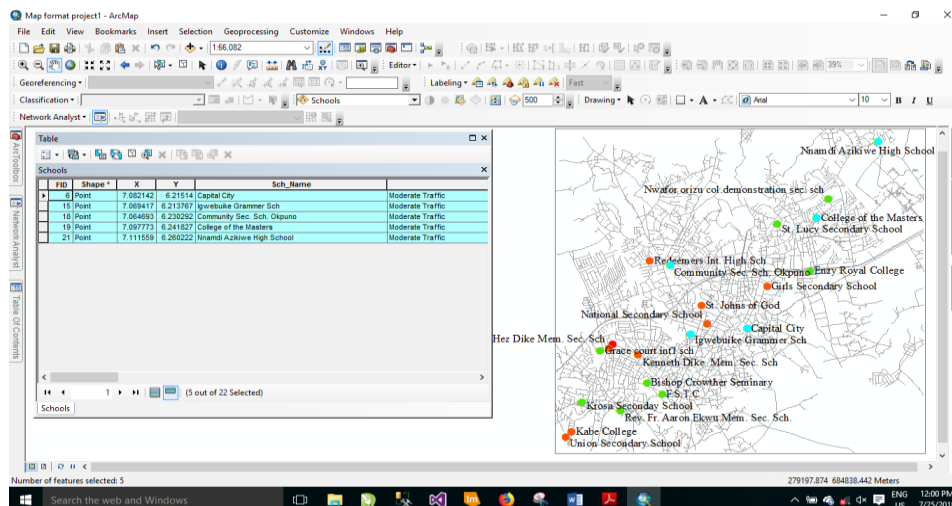 Map format project1 - ArcMap
File Edit View Bookmarks Insert Selection Geoprocessing Customize Windows Help
1:66,082
Editor
39%
Georeferencing
Labeling
Fast
Classification
Schools
500
Drawing
Arial
10
B I U
Network Analyst
ArcToolbox
Network Analyst
Table Of Contents
Table
Schools
FID Shape * X Y Sch_Name
6 Point 7.082142 6.21514 Capital City Moderate Traffic
15 Point 7.069417 6.213767 Igwebuike Grammer Sch Moderate Traffic
18 Point 7.064693 6.230292 Community Sec. Sch. Okpuno Moderate Traffic
19 Point 7.097773 6.241827 College of the Masters Moderate Traffic
21 Point 7.111559 6.260222 Nnamdi Azikiwe High School Moderate Traffic
1
(5 out of 22 Selected)
Schools
Nnamdi Azikiwe High School
Nwafor orizu col.demonstration sec. sch
College of the Masters
St. Lucy Secondary School
Redeemers Int. High Sch
Community Sec. Sch. Okpuno
Enzy Royal College
Girls Secondary School
St. Johns of God
National Secondary School
Capital City
Hez Dike Mem. Sec. Sch
Igwebuike Grammer Sch
Grace court int'l sch
Kenneth Dike Mem. Sec. Sch
Bishop Crowther Seminary
F.S.T.C
Krosa Seconday School
Rev. Fr. Aaron Ekwu Mem. Sec. Sch.
Kabe College
Union Secondary School
Number of features selected: 5
279197.874 684838.442 Meters
Search the web and Windows
ENG
12:00 PM
US